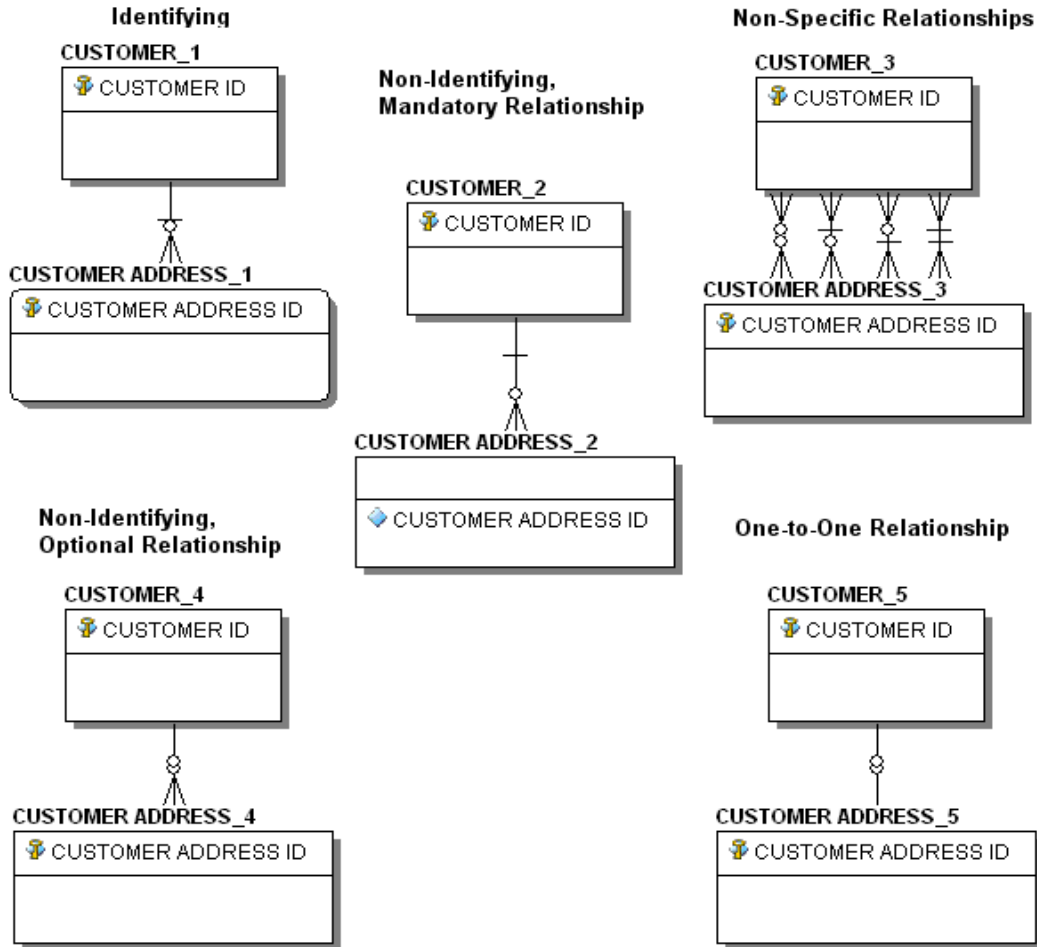 Identifying
CUSTOMER_1
CUSTOMER ID
CUSTOMER ADDRESS_1
CUSTOMER ADDRESS ID
Non-Identifying,
Mandatory Relationship
CUSTOMER_2
CUSTOMER ID
CUSTOMER ADDRESS_2
CUSTOMER ADDRESS ID
Non-Specific Relationships
CUSTOMER_3
CUSTOMER ID
CUSTOMER ADDRESS_3
CUSTOMER ADDRESS ID
Non-Identifying,
Optional Relationship
CUSTOMER_4
CUSTOMER ID
CUSTOMER ADDRESS_4
CUSTOMER ADDRESS ID
One-to-One Relationship
CUSTOMER_5
CUSTOMER ID
CUSTOMER ADDRESS_5
CUSTOMER ADDRESS ID